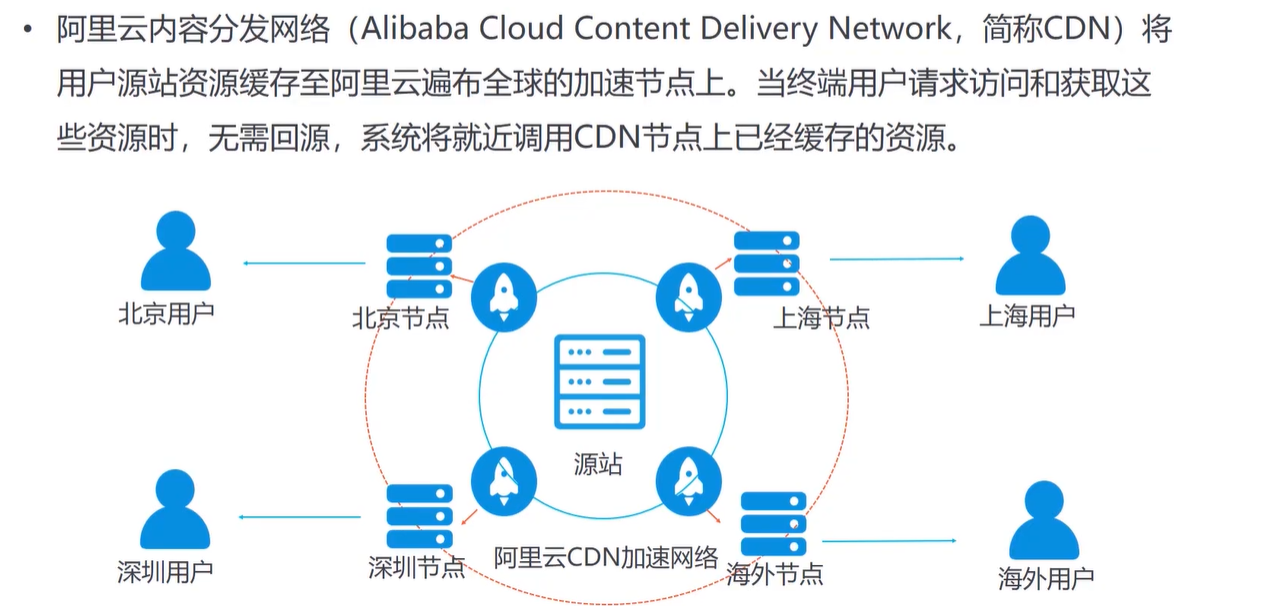 • 阿里云内容分发网络（Alibaba Cloud Content Delivery Network，简称CDN）将
用户源站资源缓存至阿里云遍布全球的加速节点上。当终端用户请求访问和获取这
些资源时，无需回源，系统将就近调用CDN节点上已经缓存的资源。
北京用户
北京节点
上海节点
上海用户
源站
深圳用户
深圳节点
阿里云CDN加速网络
海外节点
海外用户